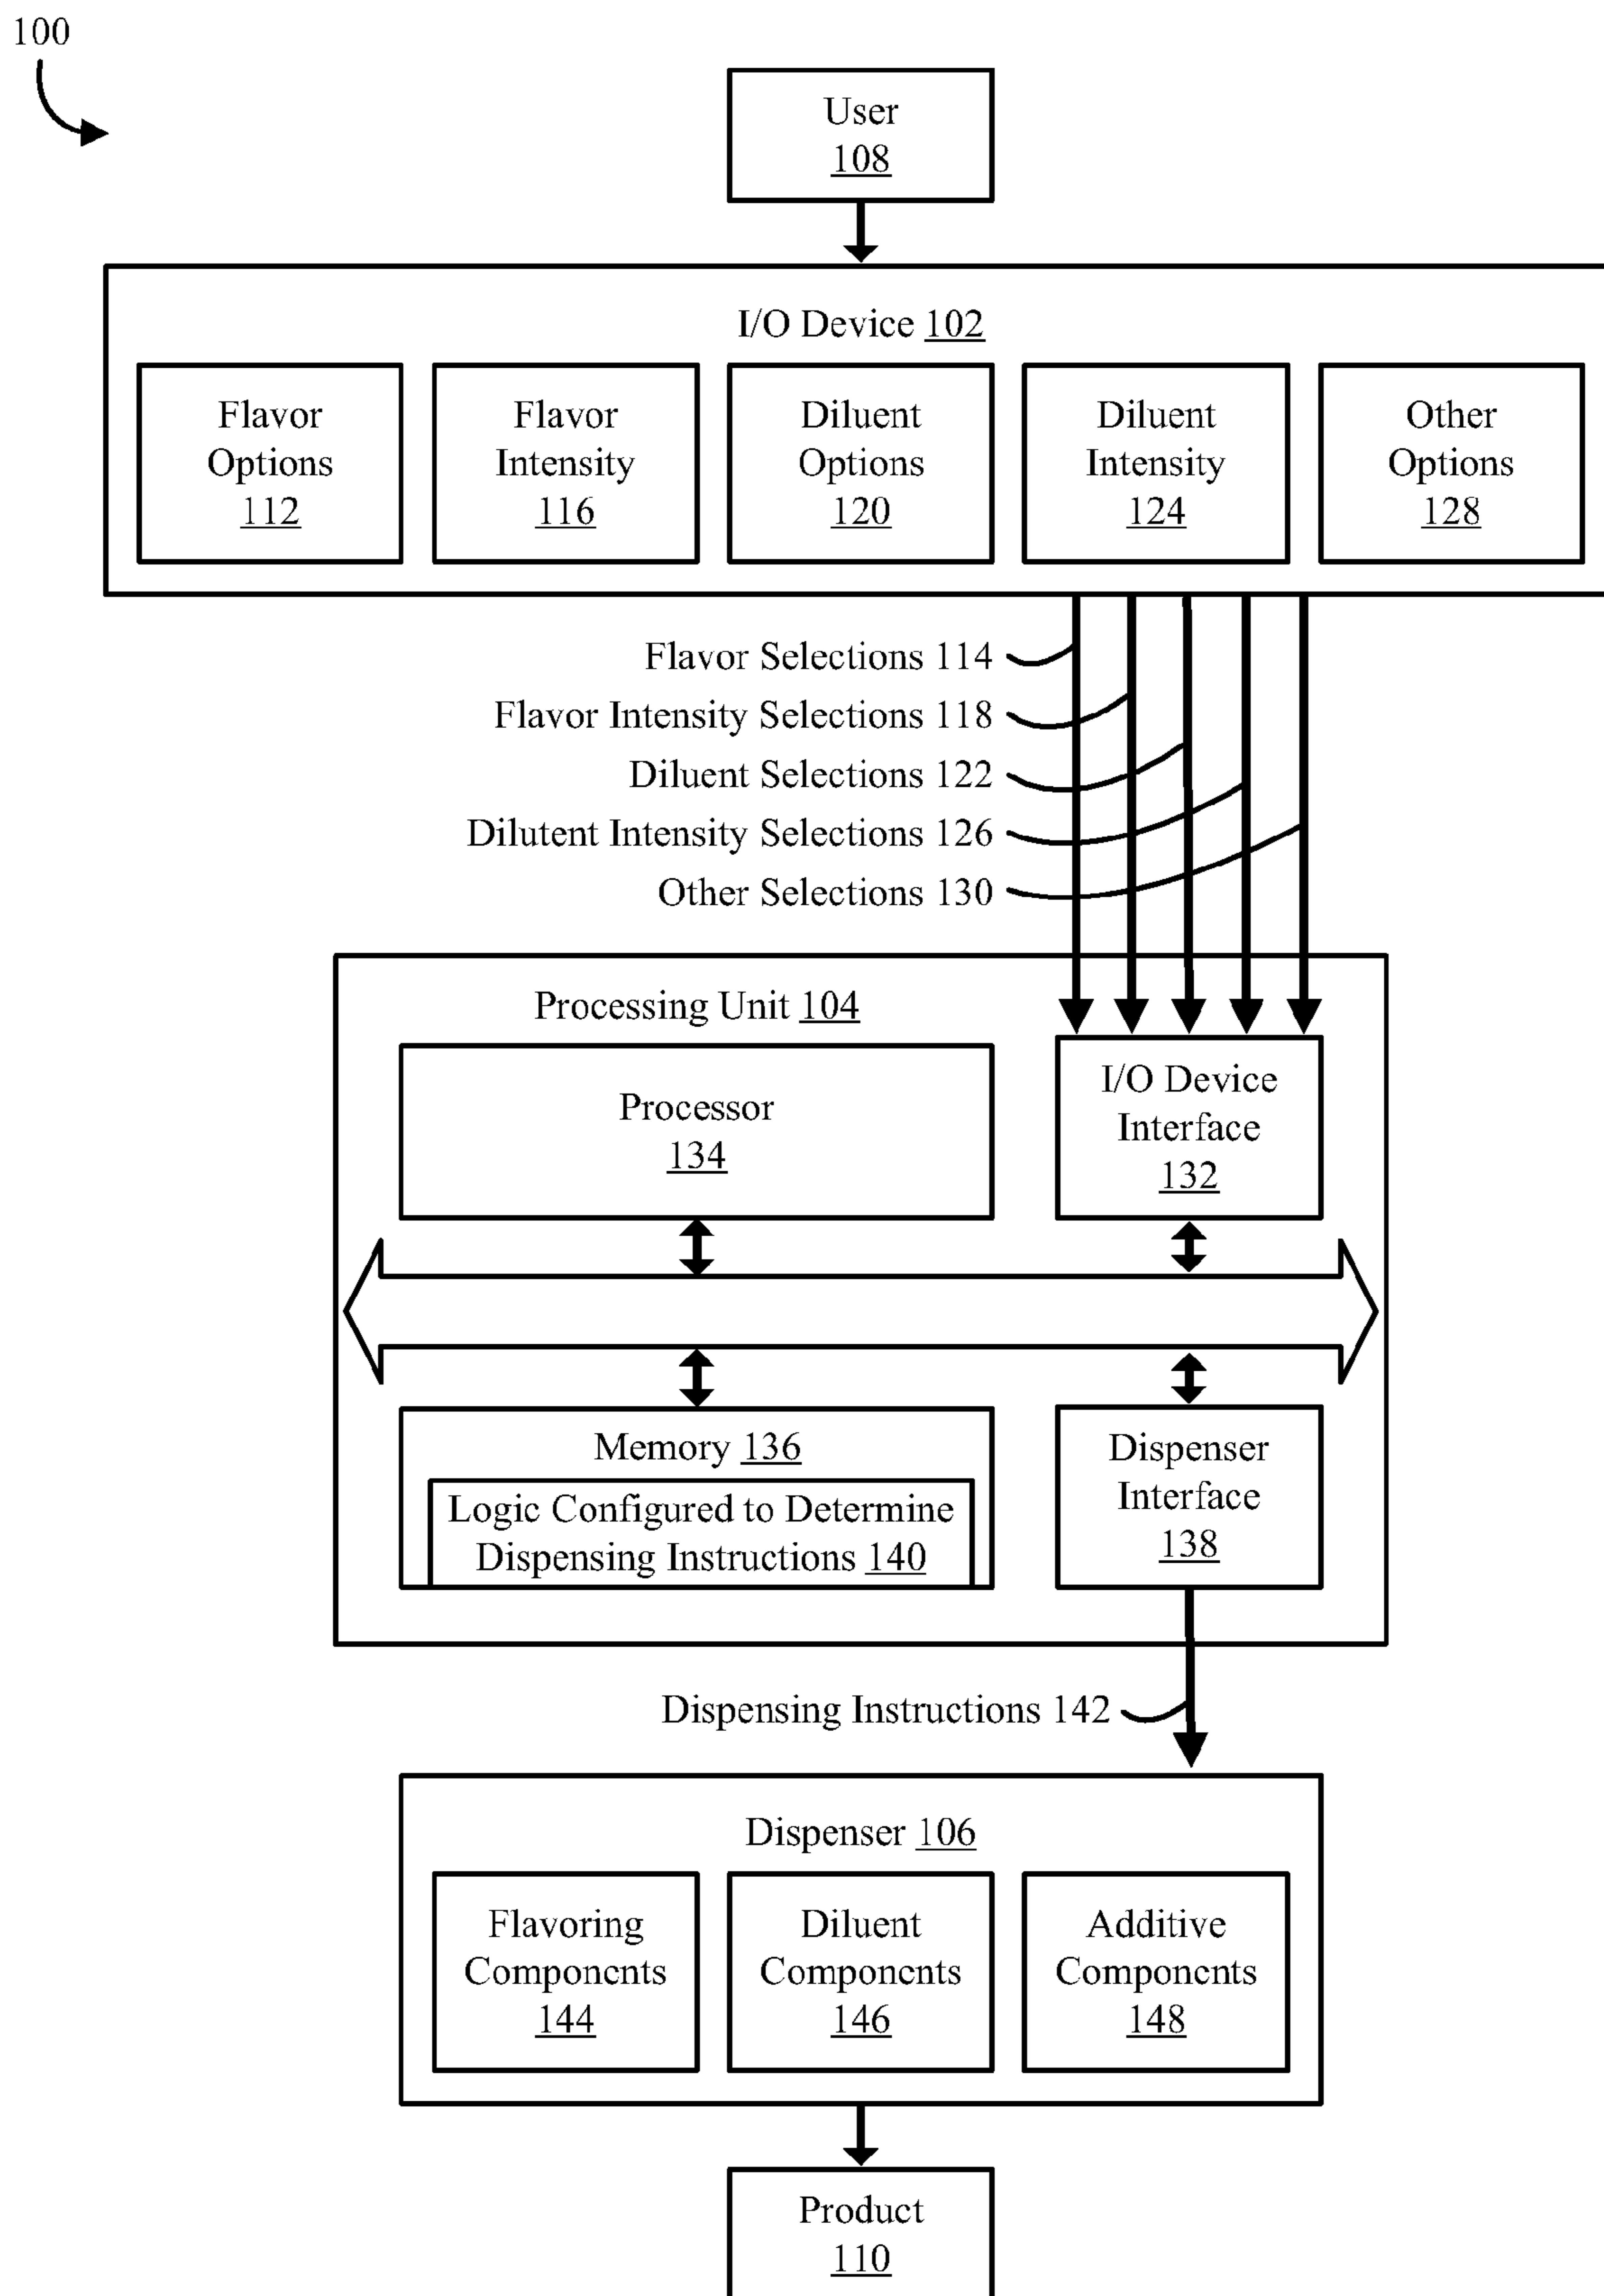 100
User
108
I/O Device 102
Flavor
Options
112
Flavor
Intensity
116
Diluent
Options
120
Diluent
Intensity
124
Other
Options
128
Flavor Selections 114
Flavor Intensity Selections 118
Diluent Selections 122
Dilutent Intensity Selections 126
Other Selections 130
Processing Unit 104
Processor
134
I/O Device
Interface
132
Memory 136
Logic Configured to Determine
Dispensing Instructions 140
Dispenser
Interface
138
Dispensing Instructions 142
Dispenser 106
Flavoring
Components
144
Diluent
Components
146
Additive
Components
148
Product
110